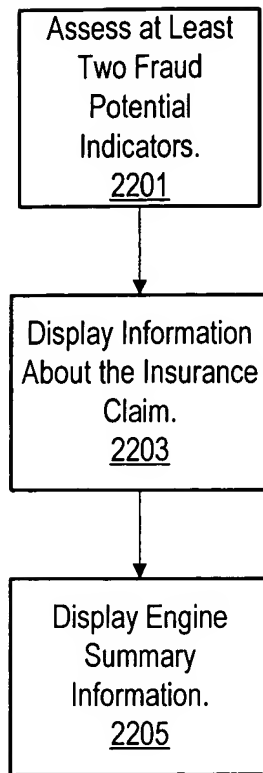 Assess at Least
Two Fraud
Potential
Indicators.
2201
Display Information
About the Insurance
Claim.
2203
Display Engine
Summary
Information.
2205